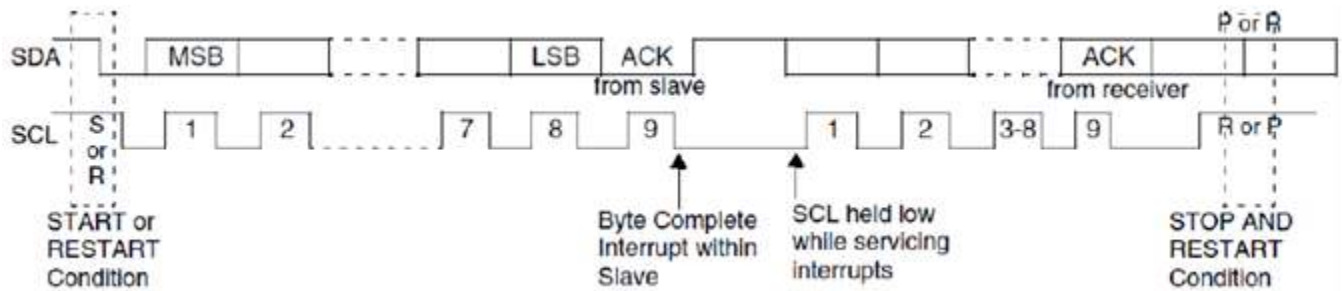 P or R
SDA MSB LSB ACK ACK
from slave from receiver
SCL S or R 1 2 7 8 9 1 2 3-8 9 R or P
START or
RESTART
Condition
Byte Complete
Interrupt within
Slave
SCL held low
while servicing
interrupts
STOP AND
RESTART
Condition